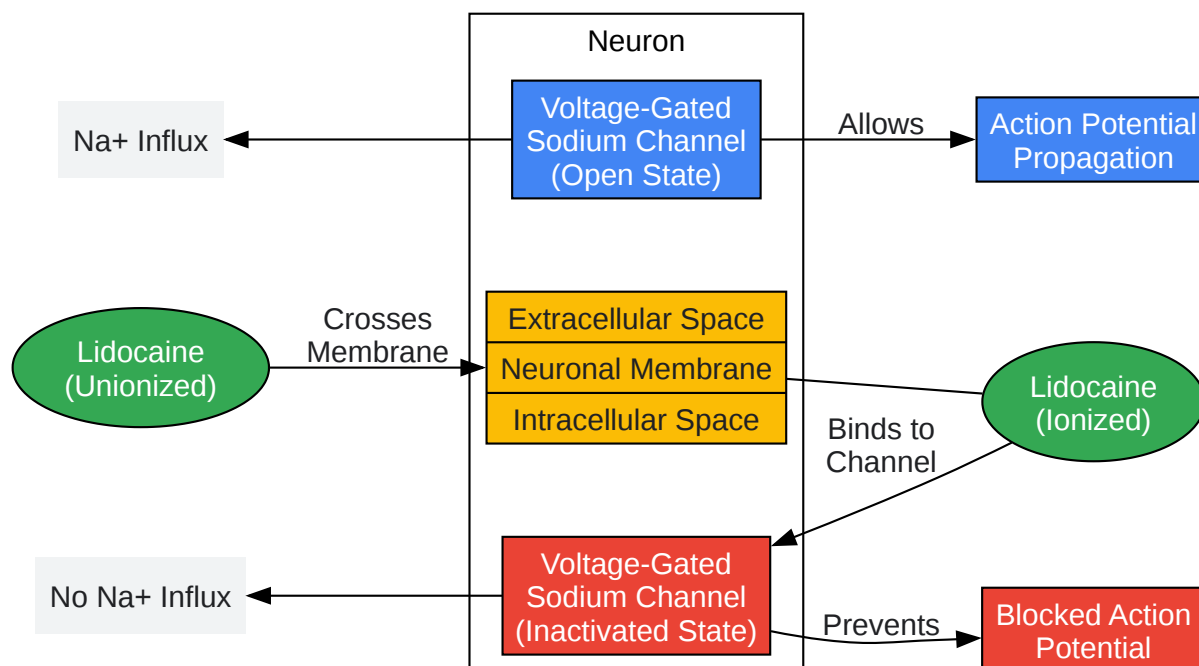 Neuron
Na+ Influx
Voltage-Gated
Sodium Channel
(Open State)
Allows
Action Potential
Propagation
Lidocaine
(Unionized)
Crosses
Membrane
Extracellular Space
Neuronal Membrane
Intracellular Space
Lidocaine
(Ionized)
Binds to
Channel
No Na+ Influx
Voltage-Gated
Sodium Channel
(Inactivated State)
Prevents
Blocked Action
Potential